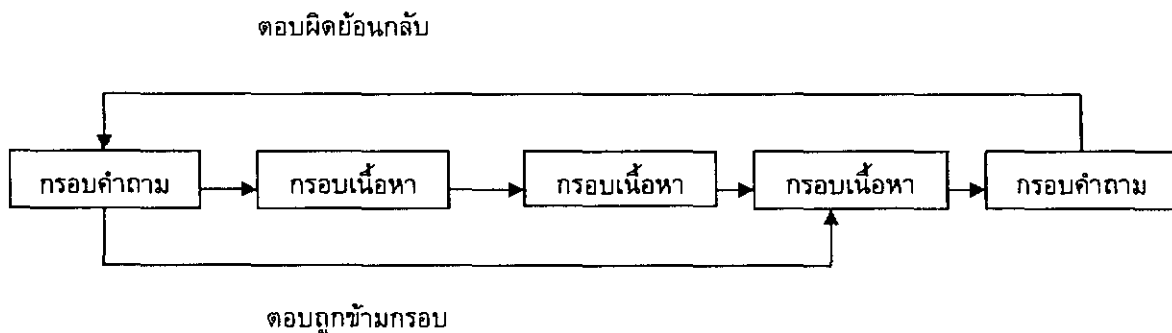 ตอบผิดย้อนกลับ
กรอบคำถาม
กรอบเนื้อหา
กรอบเนื้อหา
กรอบเนื้อหา
กรอบคำถาม
ตอบถูกข้ามกรอบ